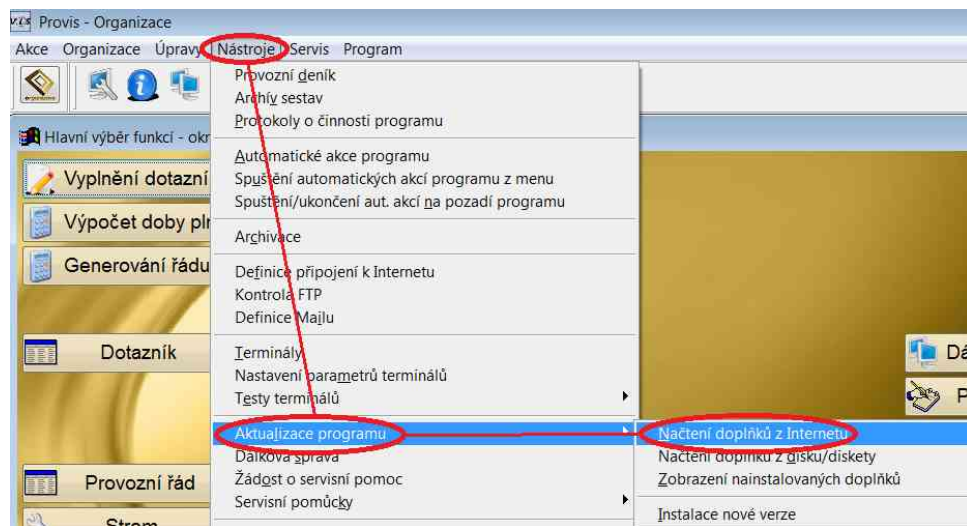 Provis - Organizace
Akce Organizace Úpravy Nástroje Servis Program
Provozní deník
Archív sestav
Protokoly o činnosti programu
Hlavní výběr funkcí - okr
Automatické akce programu
Vyplnění dotazní
Spuštění automatických akcí programu z menu
Spuštění/ukončení aut. akcí na pozadí programu
Výpočet doby plr
Archivace
Generování řádu
Definice připojení k Internetu
Kontrola FTP
Definice Mailu
Dotazník
Terminály
Dá
Nastavení parametrů terminálů
Testy terminálů
P
Aktualizace programu
Načtení doplňků z Internetu
Dálková správa
Načtení doplňků z disku/diskety
Žádost o servisní pomoc
Zobrazení nainstalovaných doplňků
Provozní řád
Servisní pomůcky
Instalace nové verze
Strom